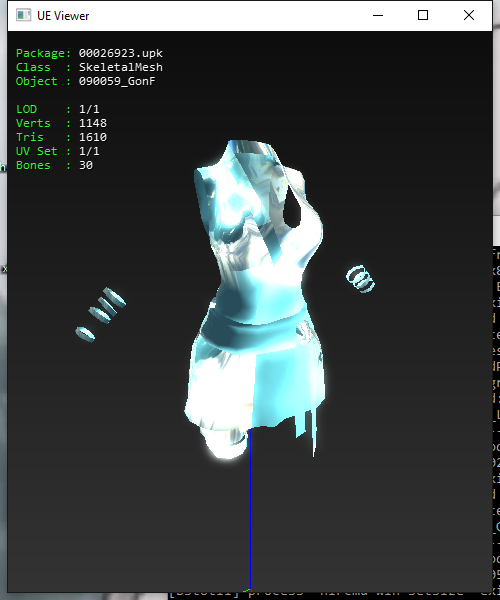 UE Viewer
Package: 00026923.upk
Class : SkeletalMesh
Object : 090059_GonF
LOD : 1/1
Verts : 1148
Tris : 1610
UV Set : 1/1
Bones : 30